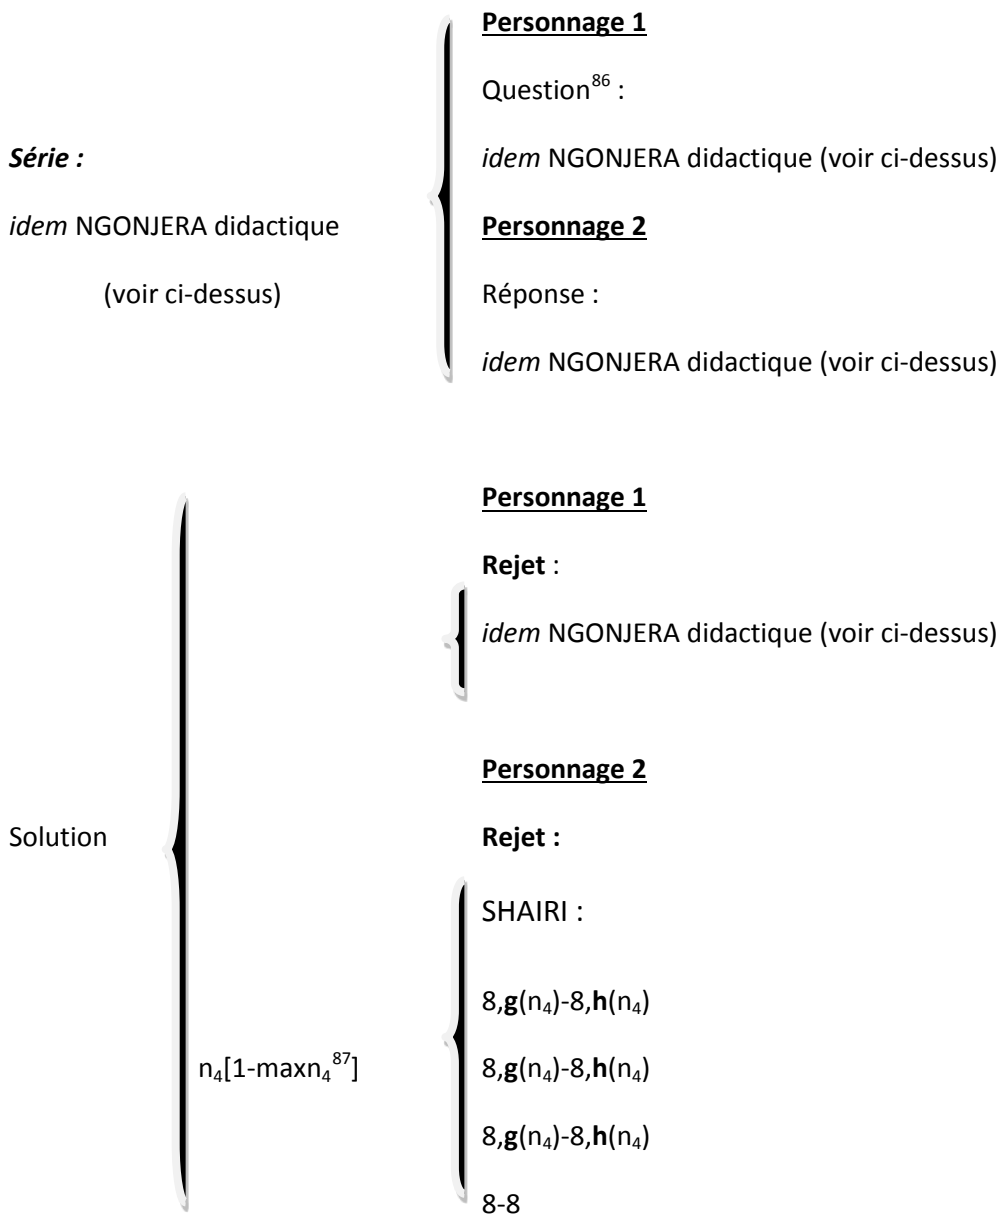 Personnage 1
Question86 :
Série :
idem NGONJERA didactique (voir ci-dessus)
idem NGONJERA didactique
Personnage 2
(voir ci-dessus)
Réponse :
idem NGONJERA didactique (voir ci-dessus)
Personnage 1
Rejet :
idem NGONJERA didactique (voir ci-dessus)
Personnage 2
Solution
Rejet :
SHAIRI :
8,g(n4)-8,h(n4)
n4[1-maxn487]
8,g(n4)-8,h(n4)
8,g(n4)-8,h(n4)
8-8